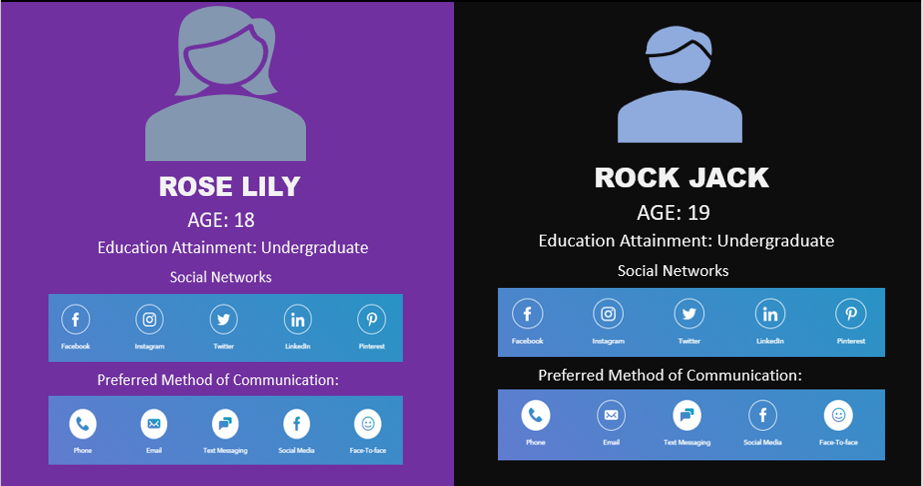 ROSE LILY
AGE: 18
Education Attainment: Undergraduate
Social Networks
Facebook Instagram Twitter LinkedIn Pinterest
Preferred Method of Communication:
Phone Email Text Messaging Social Media Face-To-face
ROCK JACK
AGE: 19
Education Attainment: Undergraduate
Social Networks
Facebook Instagram Twitter LinkedIn Pinterest
Preferred Method of Communication:
Phone Email Text Messaging Social Media Face-To-face